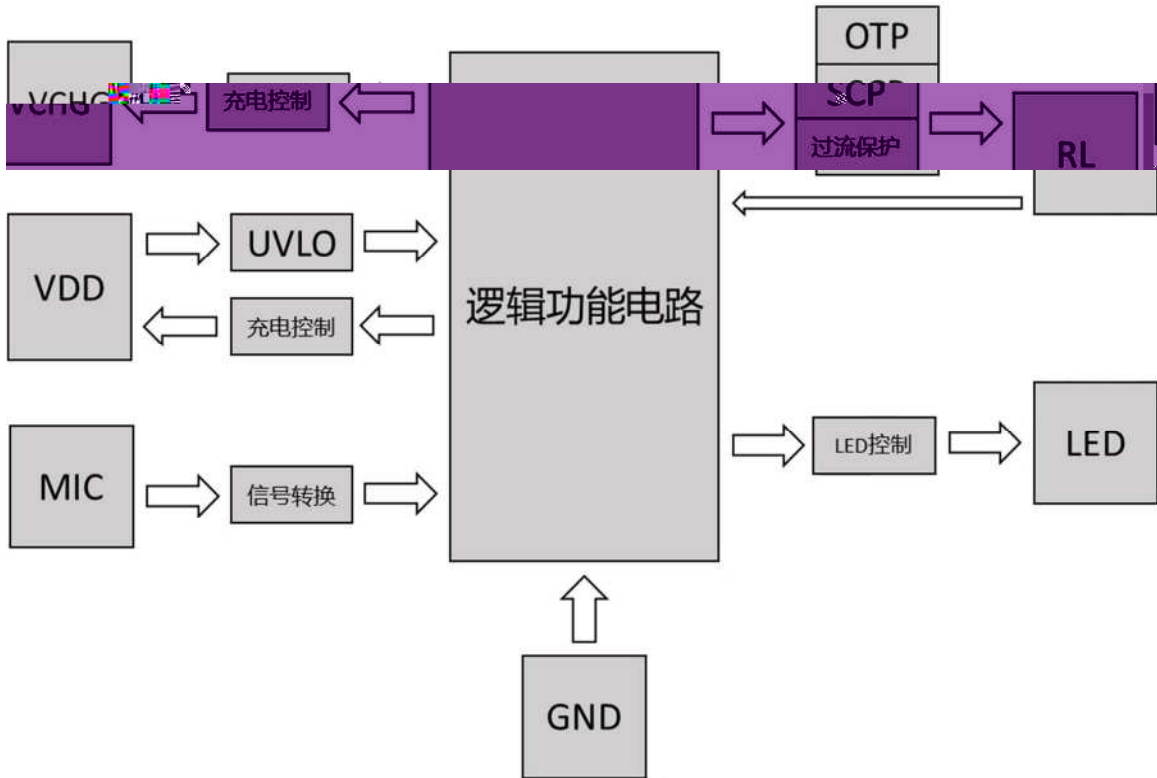 OTP
SCP
过流保护
充电控制
RL
VDD
UVLO
充电控制
逻辑功能电路
MIC
信号转换
LED控制
LED
GND